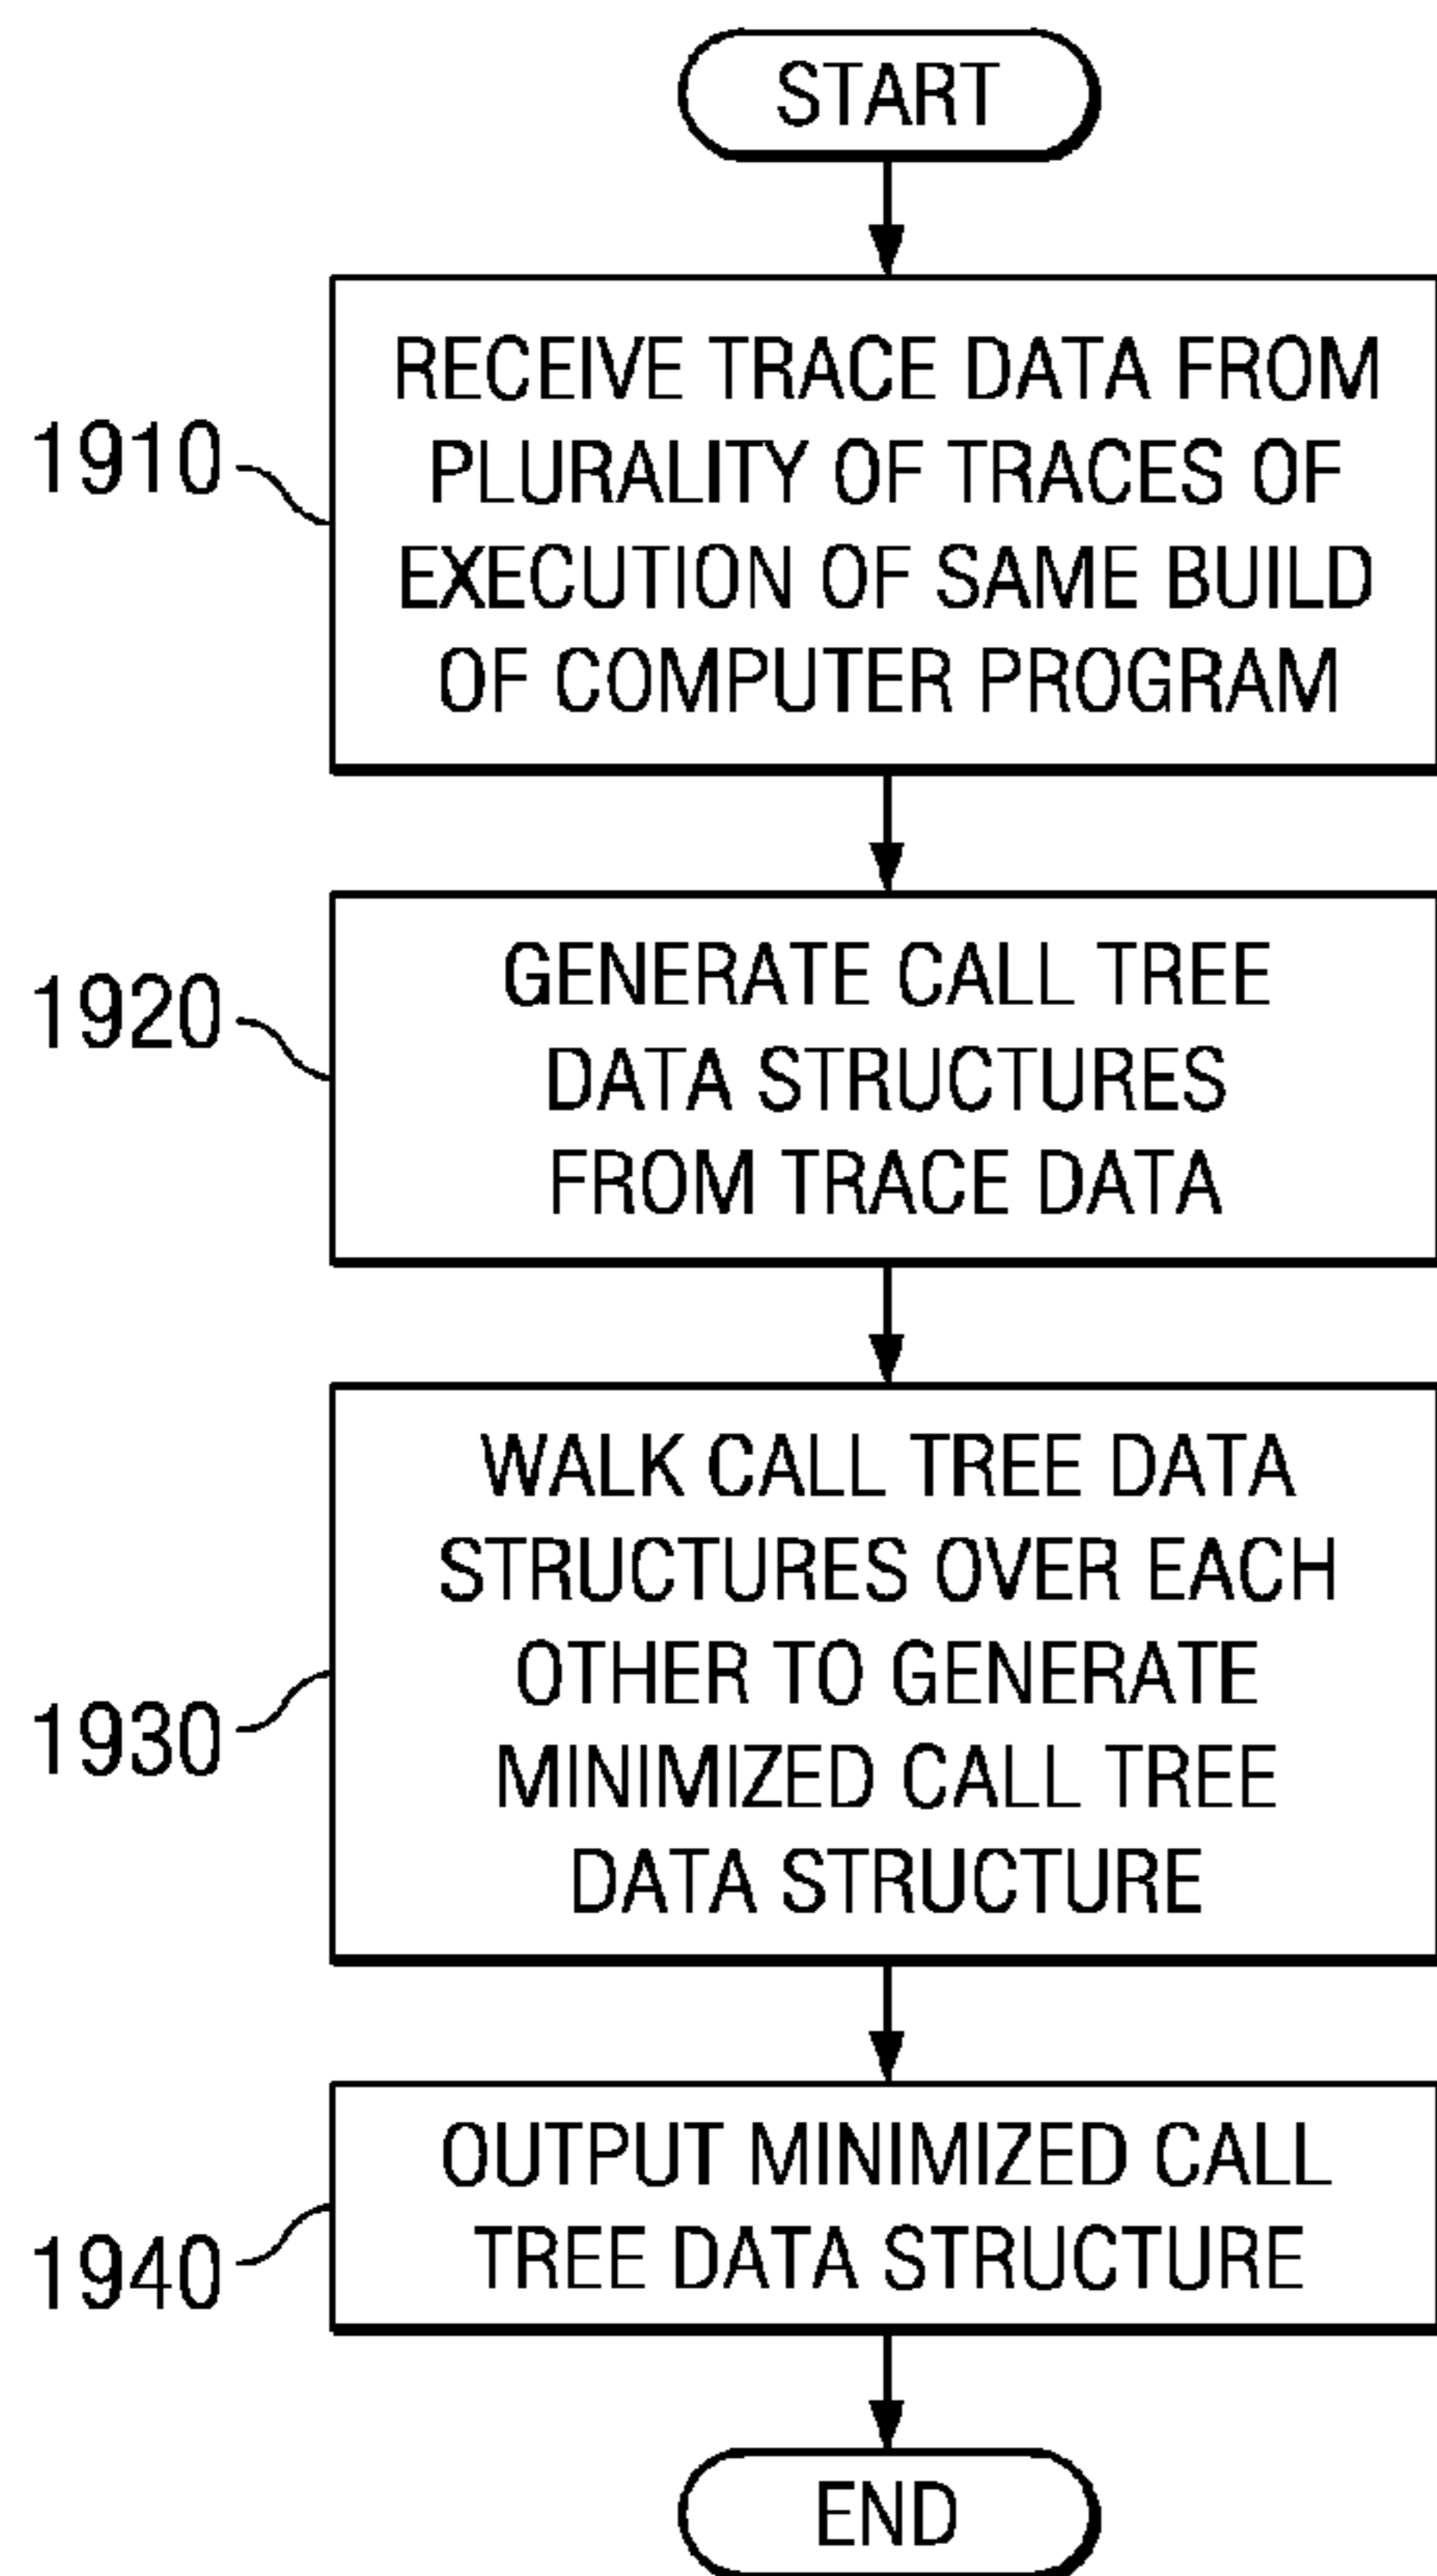 START
1910
RECEIVE TRACE DATA FROM
PLURALITY OF TRACES OF
EXECUTION OF SAME BUILD
OF COMPUTER PROGRAM
1920
GENERATE CALL TREE
DATA STRUCTURES
FROM TRACE DATA
1930
WALK CALL TREE DATA
STRUCTURES OVER EACH
OTHER TO GENERATE
MINIMIZED CALL TREE
DATA STRUCTURE
1940
OUTPUT MINIMIZED CALL
TREE DATA STRUCTURE
END